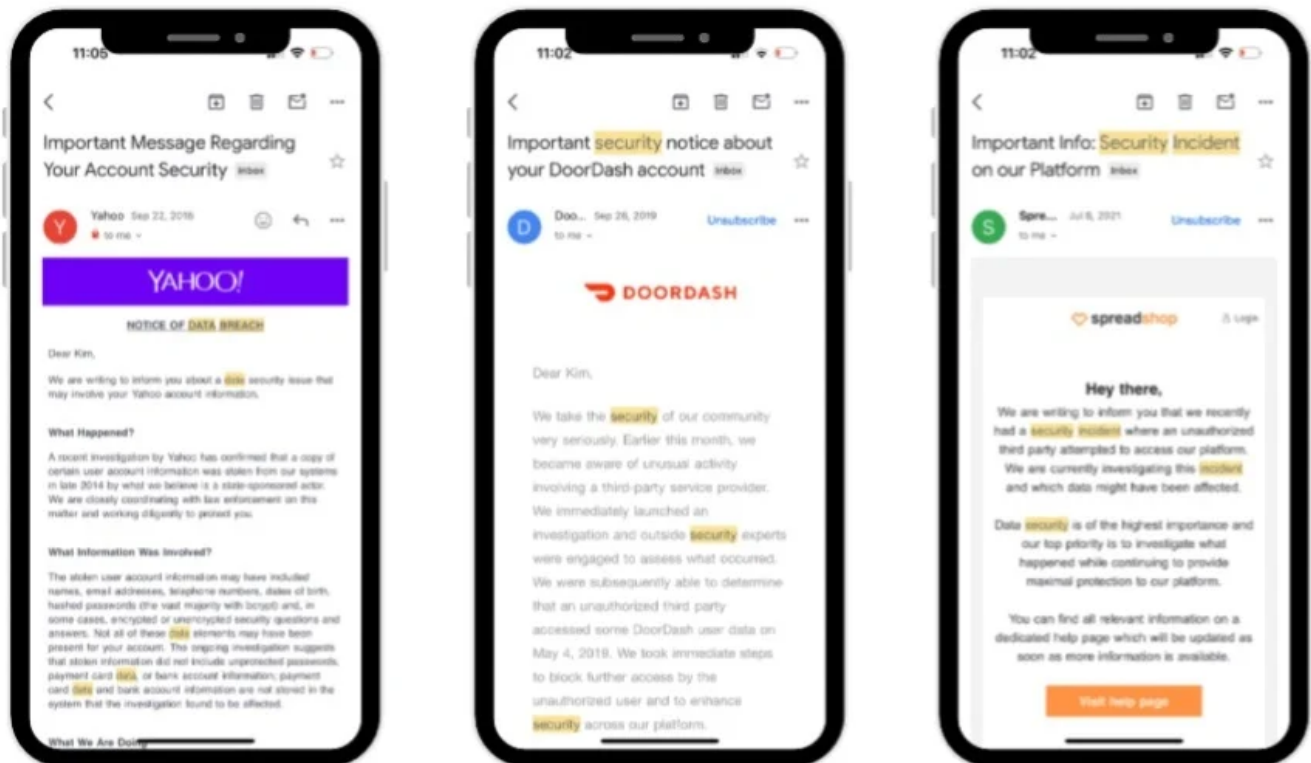 11:05
Important Message Regarding
Your Account Security Inbox
Y
Yahoo Sep 22, 2016
to me
YAHOO!
NOTICE OF DATA BREACH
Dear Kim,
We are writing to inform you about a data security issue that
may involve your Yahoo account information.
What Happened?
A recent investigation by Yahoo has confirmed that a copy of
certain user account information was stolen from our systems
in late 2014 by what we believe is a state-sponsored actor.
We are closely coordinating with law enforcement on this
matter and working diligently to protect you.
What Information Was Involved?
The stolen user account information may have included
names, email addresses, telephone numbers, dates of birth,
hashed passwords (the vast majority with bcrypt) and, in
some cases, encrypted or unencrypted security questions and
answers. Not all of these data elements may have been
present for your account. The ongoing investigation suggests
that stolen information did not include unprotected passwords,
payment card data, or bank account information; payment
card data and bank account information are not stored in the
system that the investigation found to be affected.
What We Are Doing
11:02
Important security notice about
your DoorDash account Inbox
D
Doo... Sep 26, 2019
Unsubscribe
to me
DOORDASH
Dear Kim,
We take the security of our community
very seriously. Earlier this month, we
became aware of unusual activity
involving a third-party service provider.
We immediately launched an
investigation and outside security experts
were engaged to assess what occurred.
We were subsequently able to determine
that an unauthorized third party
accessed some DoorDash user data on
May 4, 2019. We took immediate steps
to block further access by the
unauthorized user and to enhance
security across our platform.
11:02
Important Info: Security Incident
on our Platform Inbox
S
Spre... Jul 8, 2021
Unsubscribe
to me
spreadshop
Login
Hey there,
We are writing to inform you that we recently
had a security incident where an unauthorized
third party attempted to access our platform.
We are currently investigating this incident
and which data might have been affected.
Data security is of the highest importance and
our top priority is to investigate what
happened while continuing to provide
maximal protection to our platform.
You can find all relevant information on a
dedicated help page which will be updated as
soon as more information is available.
Visit help page